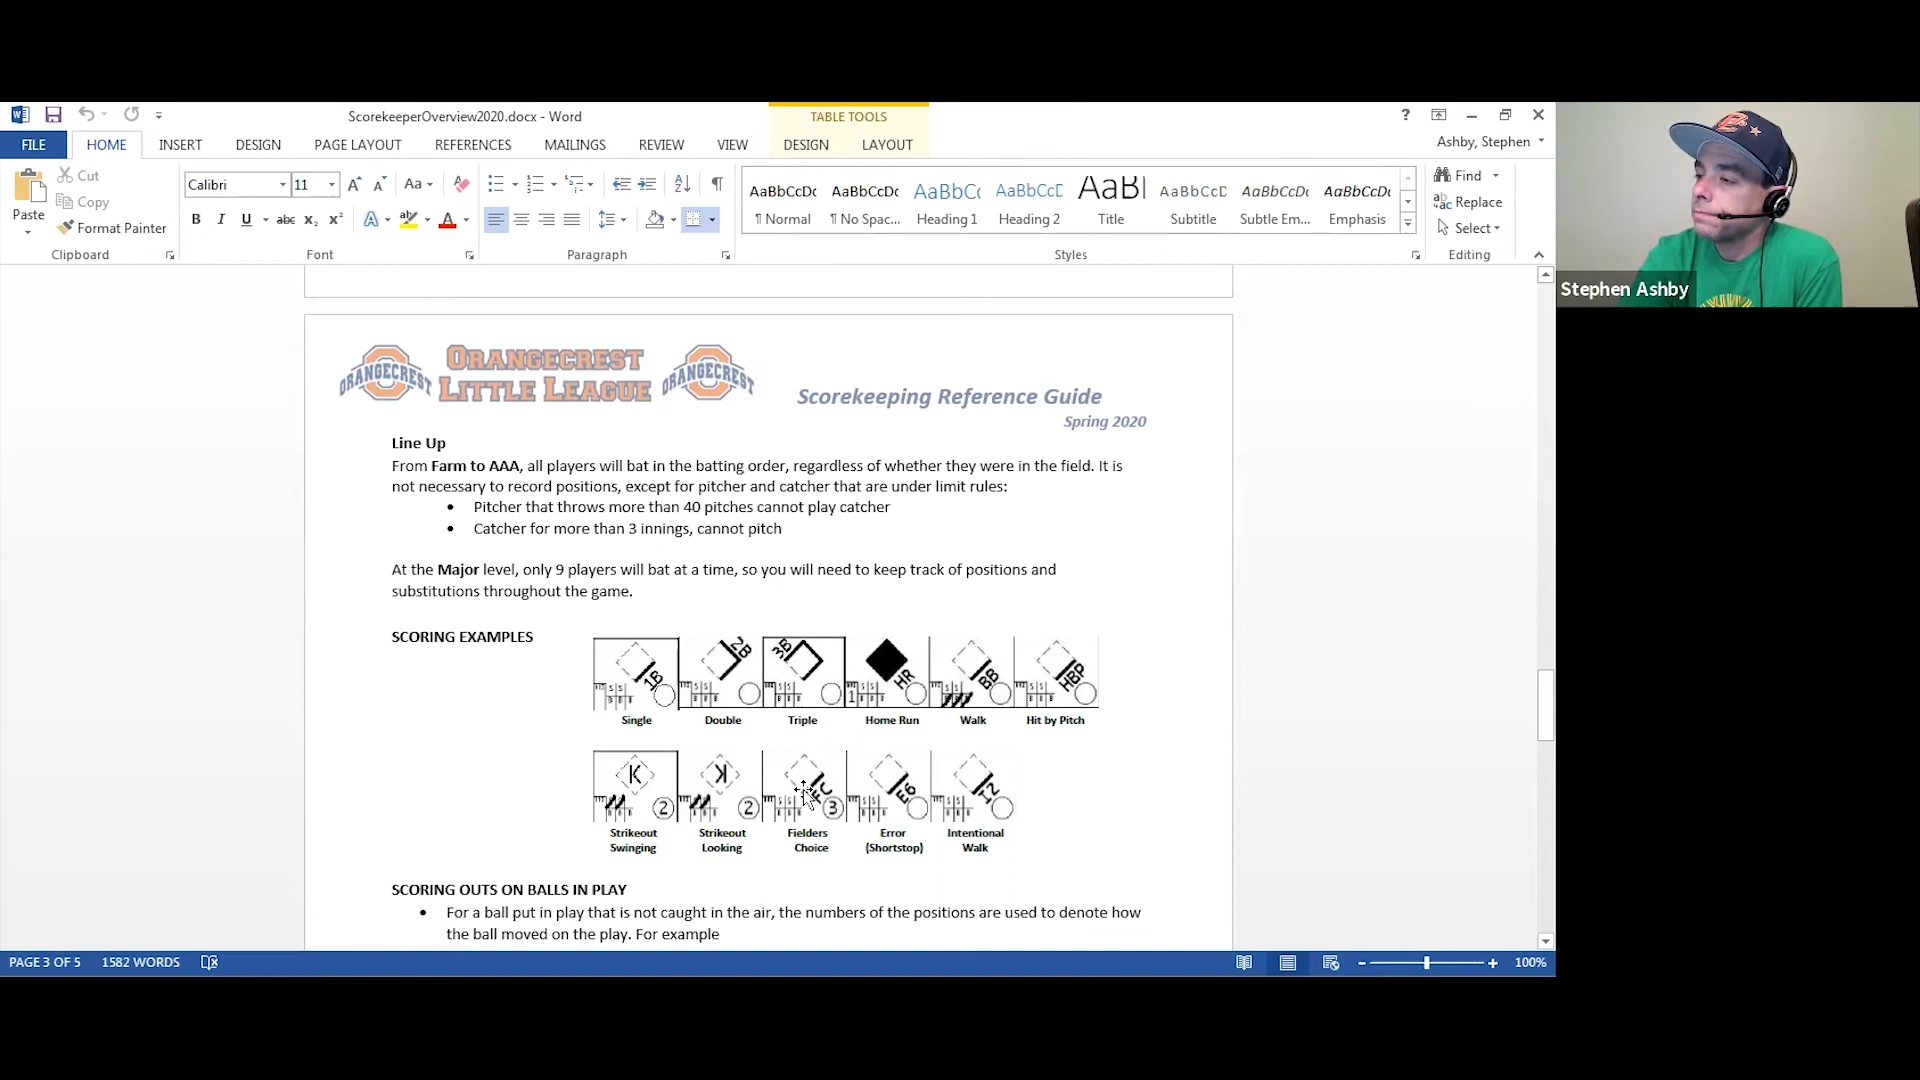 ScorekeeperOverview2020.docx - Word
TABLE TOOLS
?
FILE
HOME
INSERT
DESIGN
PAGE LAYOUT
REFERENCES
MAILINGS
REVIEW
VIEW
DESIGN
LAYOUT
Ashby, Stephen
Paste
Cut
Copy
Format Painter
Clipboard
Calibri
11
Aa
B I U abc x₂ x²
Font
Paragraph
AaBbCcDc
¶ Normal
AaBbCcDc
¶ No Spac...
AaBbC
Heading 1
AaBbCcD
Heading 2
AaB
Title
AaBbCcD
Subtitle
AaBbCcDc
Subtle Em...
AaBbCcDc
Emphasis
Styles
Find
Replace
Select
Editing
Stephen Ashby
ORANGECREST
ORANGECREST
LITTLE LEAGUE
ORANGECREST
Scorekeeping Reference Guide
Spring 2020
Line Up
From Farm to AAA, all players will bat in the batting order, regardless of whether they were in the field. It is
not necessary to record positions, except for pitcher and catcher that are under limit rules:
• Pitcher that throws more than 40 pitches cannot play catcher
• Catcher for more than 3 innings, cannot pitch
At the Major level, only 9 players will bat at a time, so you will need to keep track of positions and
substitutions throughout the game.
SCORING EXAMPLES
1B 2B 3B HR BB HBP
1
Single Double Triple Home Run Walk Hit by Pitch
K K FC E6
2 2 3
Strikeout Swinging
Strikeout Looking
Fielders Choice
Error (Shortstop)
Intentional Walk
SCORING OUTS ON BALLS IN PLAY
• For a ball put in play that is not caught in the air, the numbers of the positions are used to denote how
the ball moved on the play. For example
PAGE 3 OF 5 1582 WORDS
100%